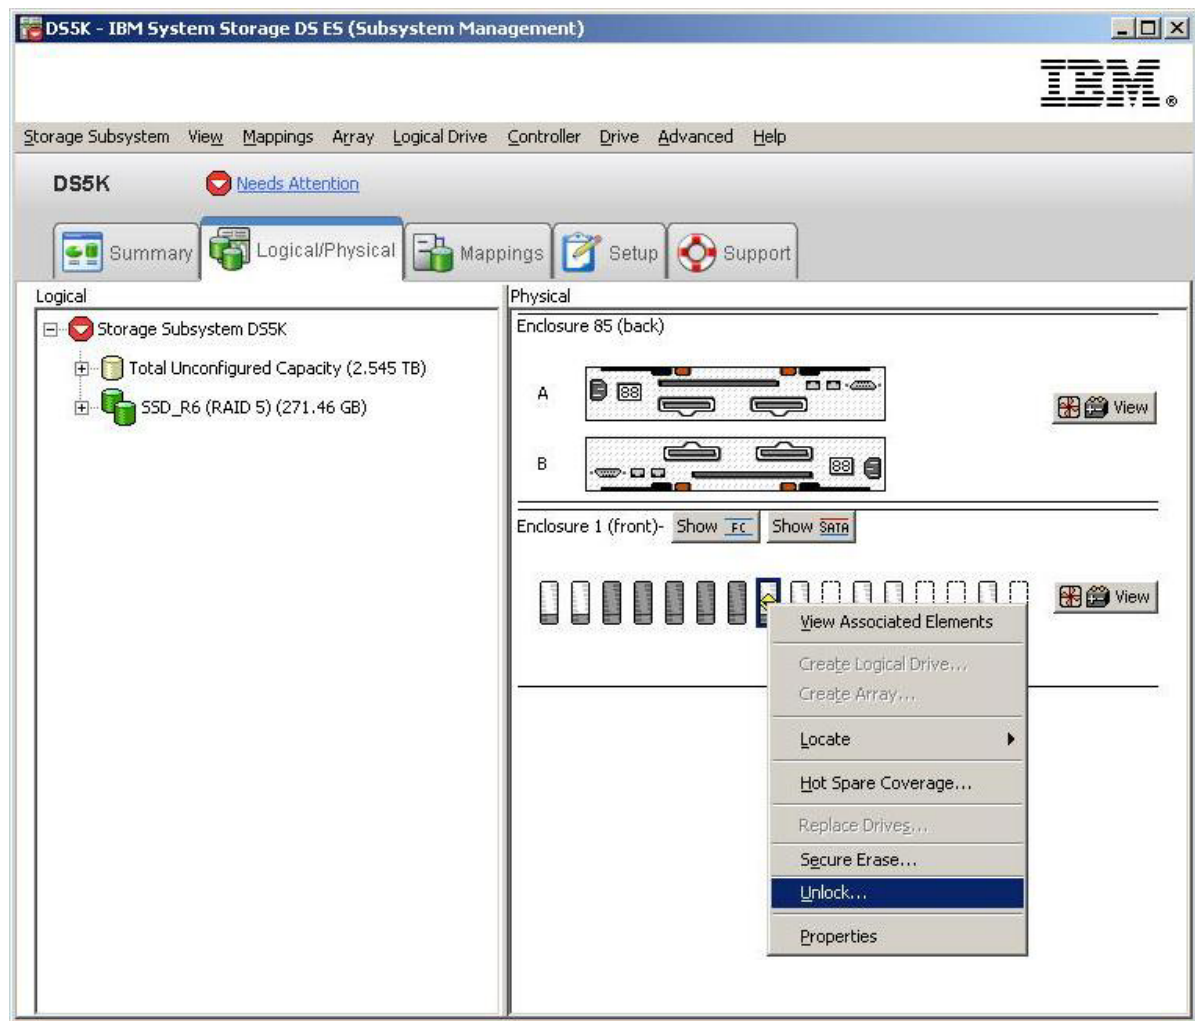 DS5K - IBM System Storage DS ES (Subsystem Management)
IBM®
Storage Subsystem View Mappings Array Logical Drive Controller Drive Advanced Help
DS5K Needs Attention
Summary Logical/Physical Mappings Setup Support
Logical
Storage Subsystem DS5K
Total Unconfigured Capacity (2.545 TB)
SSD_R6 (RAID 5) (271.46 GB)
Physical
Enclosure 85 (back)
A
88
View
B
88
Enclosure 1 (front)- Show FC Show SATA
View
View Associated Elements
Create Logical Drive...
Create Array...
Locate
Hot Spare Coverage...
Replace Drives...
Secure Erase...
Unlock...
Properties